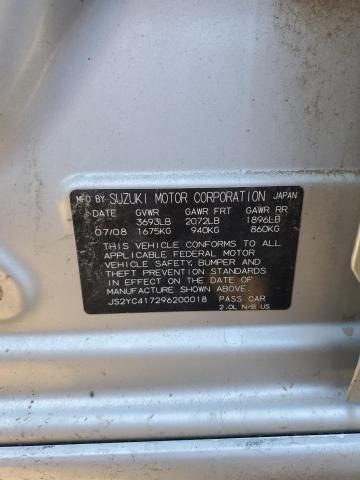 MFD BY SUZUKI MOTOR CORPORATION JAPAN
DATE GVWR GAWR FRT GAWR RR
3693LB 2072LB 1896LB
07/08 1675KG 940KG 860KG
THIS VEHICLE CONFORMS TO ALL
APPLICABLE FEDERAL MOTOR
VEHICLE SAFETY, BUMPER AND
THEFT PREVENTION STANDARDS
IN EFFECT ON THE DATE OF
MANUFACTURE SHOWN ABOVE.
JS2YC417296200018 PASS CAR
2.0L N/B US